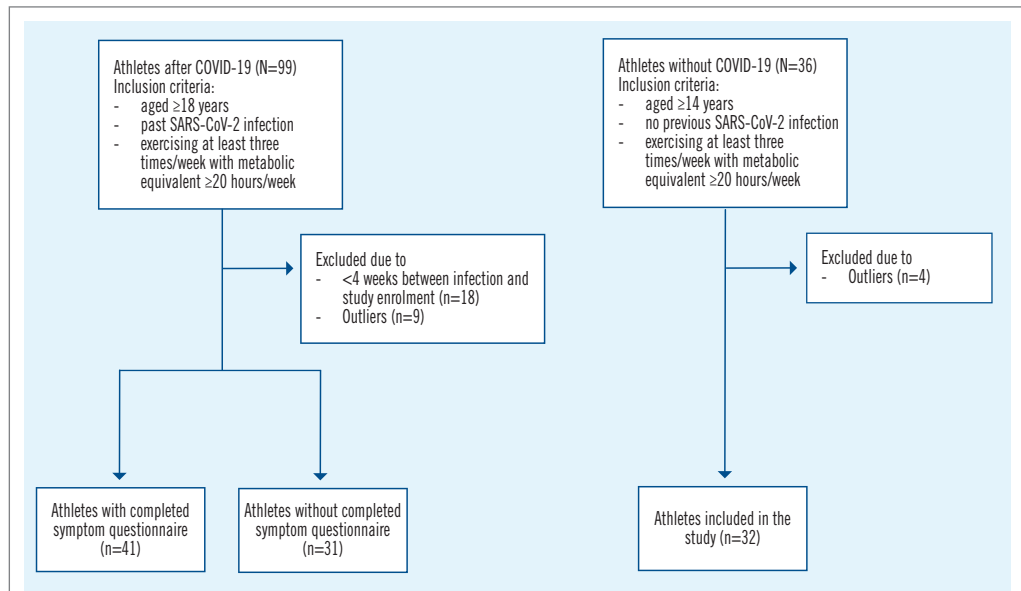 Athletes after COVID-19 (N=99)
Inclusion criteria:
- aged ≥18 years
- past SARS-CoV-2 infection
- exercising at least three
times/week with metabolic
equivalent ≥20 hours/week
Excluded due to
- <4 weeks between infection and
study enrolment (n=18)
- Outliers (n=9)
Athletes with completed
symptom questionnaire
(n=41)
Athletes without completed
symptom questionnaire
(n=31)
Athletes without COVID-19 (N=36)
Inclusion criteria:
- aged ≥14 years
- no previous SARS-CoV-2 infection
- exercising at least three
times/week with metabolic
equivalent ≥20 hours/week
Excluded due to
- Outliers (n=4)
Athletes included in the
study (n=32)